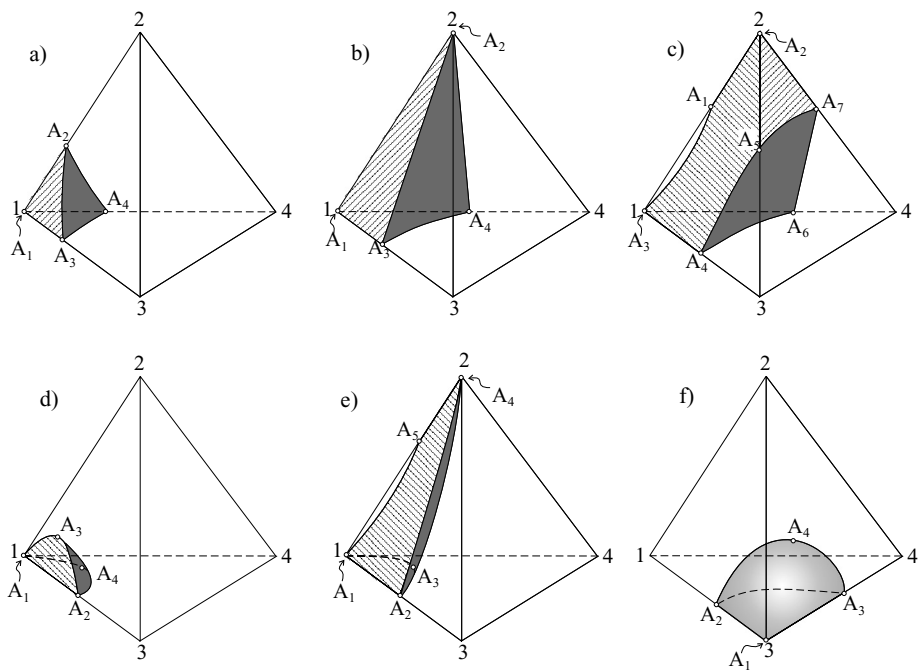 a) 2
A₂
1 A₄ 4
A₁ A₃
3
b) 2
A₂
1 4
A₁ A₃ A₄
3
c) 2
A₂
A₁ A₇
A₅
1 4
A₃ A₆
A₄
3
d) 2
A₃
1 4
A₄
A₁ A₂
3
e) 2
A₄
A₅
1 4
A₃
A₁ A₂
3
f) 2
A₄
1 4
A₂ A₃
3
A₁